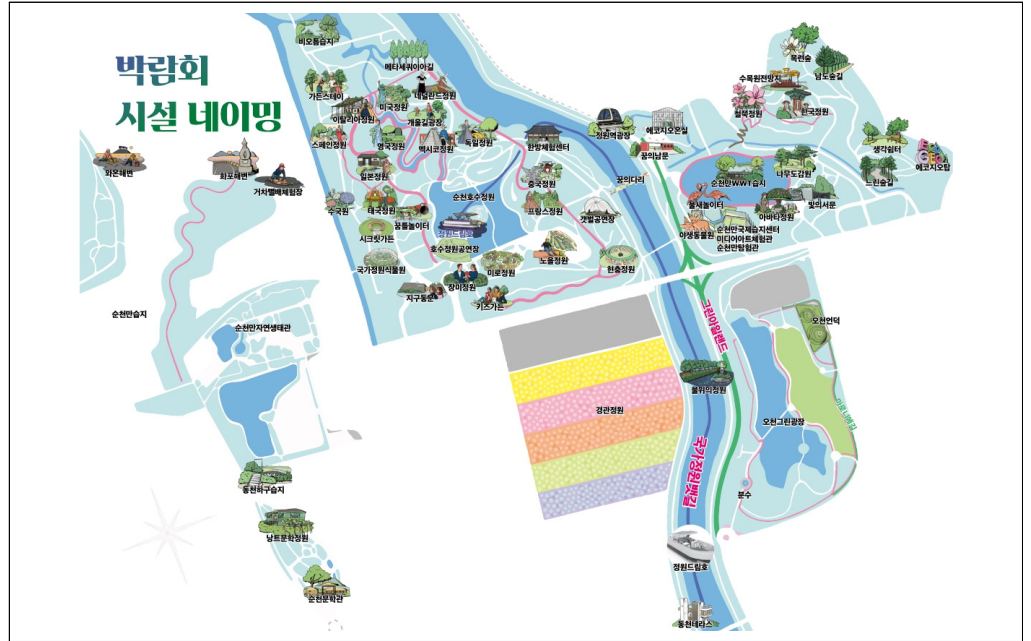 박람회
시설 네이밍
비오톱습지
메타세쿼이아길
가든스테이
네덜란드정원
미국정원
이탈리아정원
개울길광장
스페인정원
영국정원
멕시코정원
독일정원
한방체험센터
일본정원
중국정원
수국원
태국정원
순천호수정원
프랑스정원
꿈틀놀이터
정원드림호
갯벌공연장
시크릿가든
호수정원공연장
국가정원식물원
미로정원
노을정원
현충정원
지구동문
장미정원
키즈가든
정원역광장
에코지오온실
꿈의남문
꿈의다리
목련숲
수목원전망지
남도숲길
철쭉정원
한국정원
생각쉼터
에코지오탑
느린숲길
나무도감원
순천만WWT습지
물새놀이터
아바타정원
빛의서문
야생동물원
순천만국제습지센터
미디어아트체험관
순천만탐험관
와온해변
화포해변
거차뻘배체험장
순천만습지
순천만자연생태관
동천하구습지
낭트문학정원
순천문학관
그린아일랜드
물위의정원
경관정원
국가정원뱃길
오천언덕
오천그린광장
분수
정원드림호
동천테라스